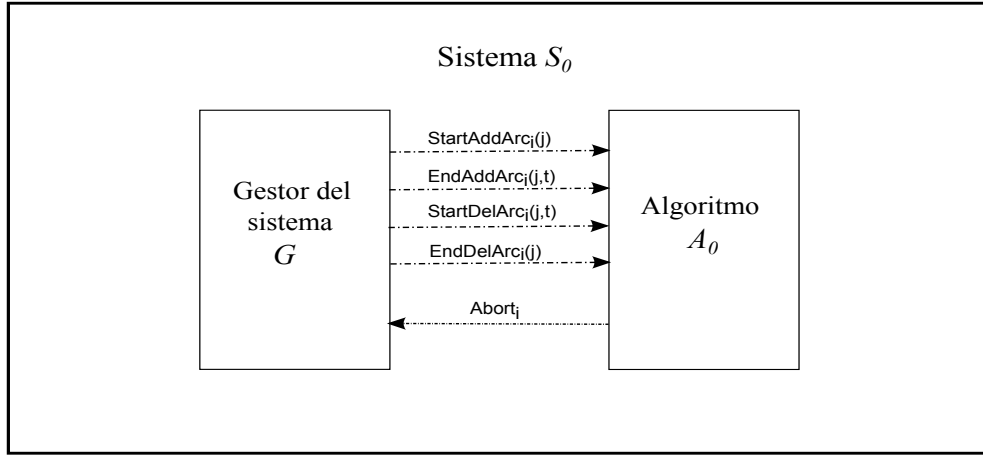 Sistema S0
StartAddArci(j)
EndAddArci(j,t)
StartDelArci(j,t)
EndDelArci(j)
Aborti
Gestor del
sistema
G
Algoritmo
A0